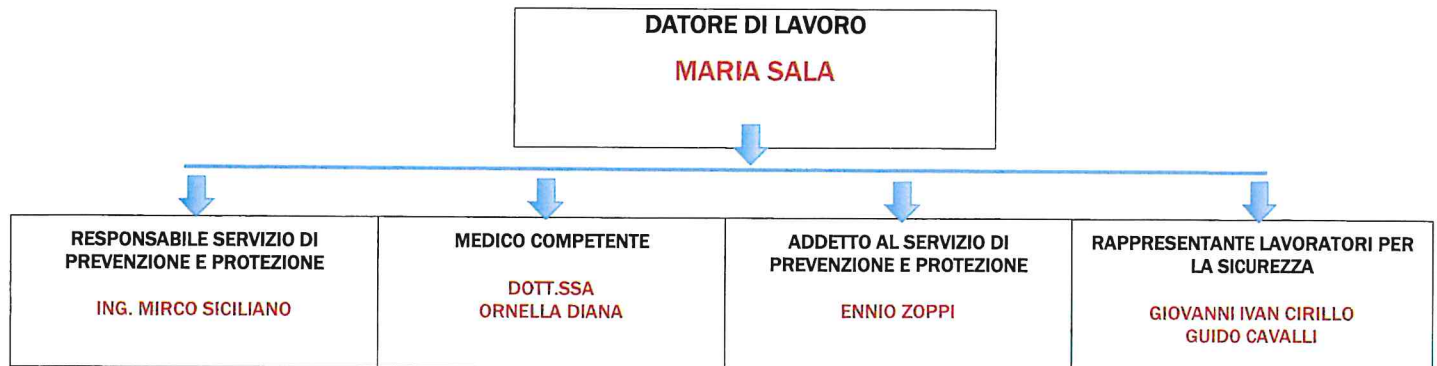 DATORE DI LAVORO
MARIA SALA
RESPONSABILE SERVIZIO DI
PREVENZIONE E PROTEZIONE
ING. MIRCO SICILIANO
MEDICO COMPETENTE
DOTT.SSA
ORNELLA DIANA
ADDETTO AL SERVIZIO DI
PREVENZIONE E PROTEZIONE
ENNIO ZOPPI
RAPPRESENTANTE LAVORATORI PER
LA SICUREZZA
GIOVANNI IVAN CIRILLO
GUIDO CAVALLI